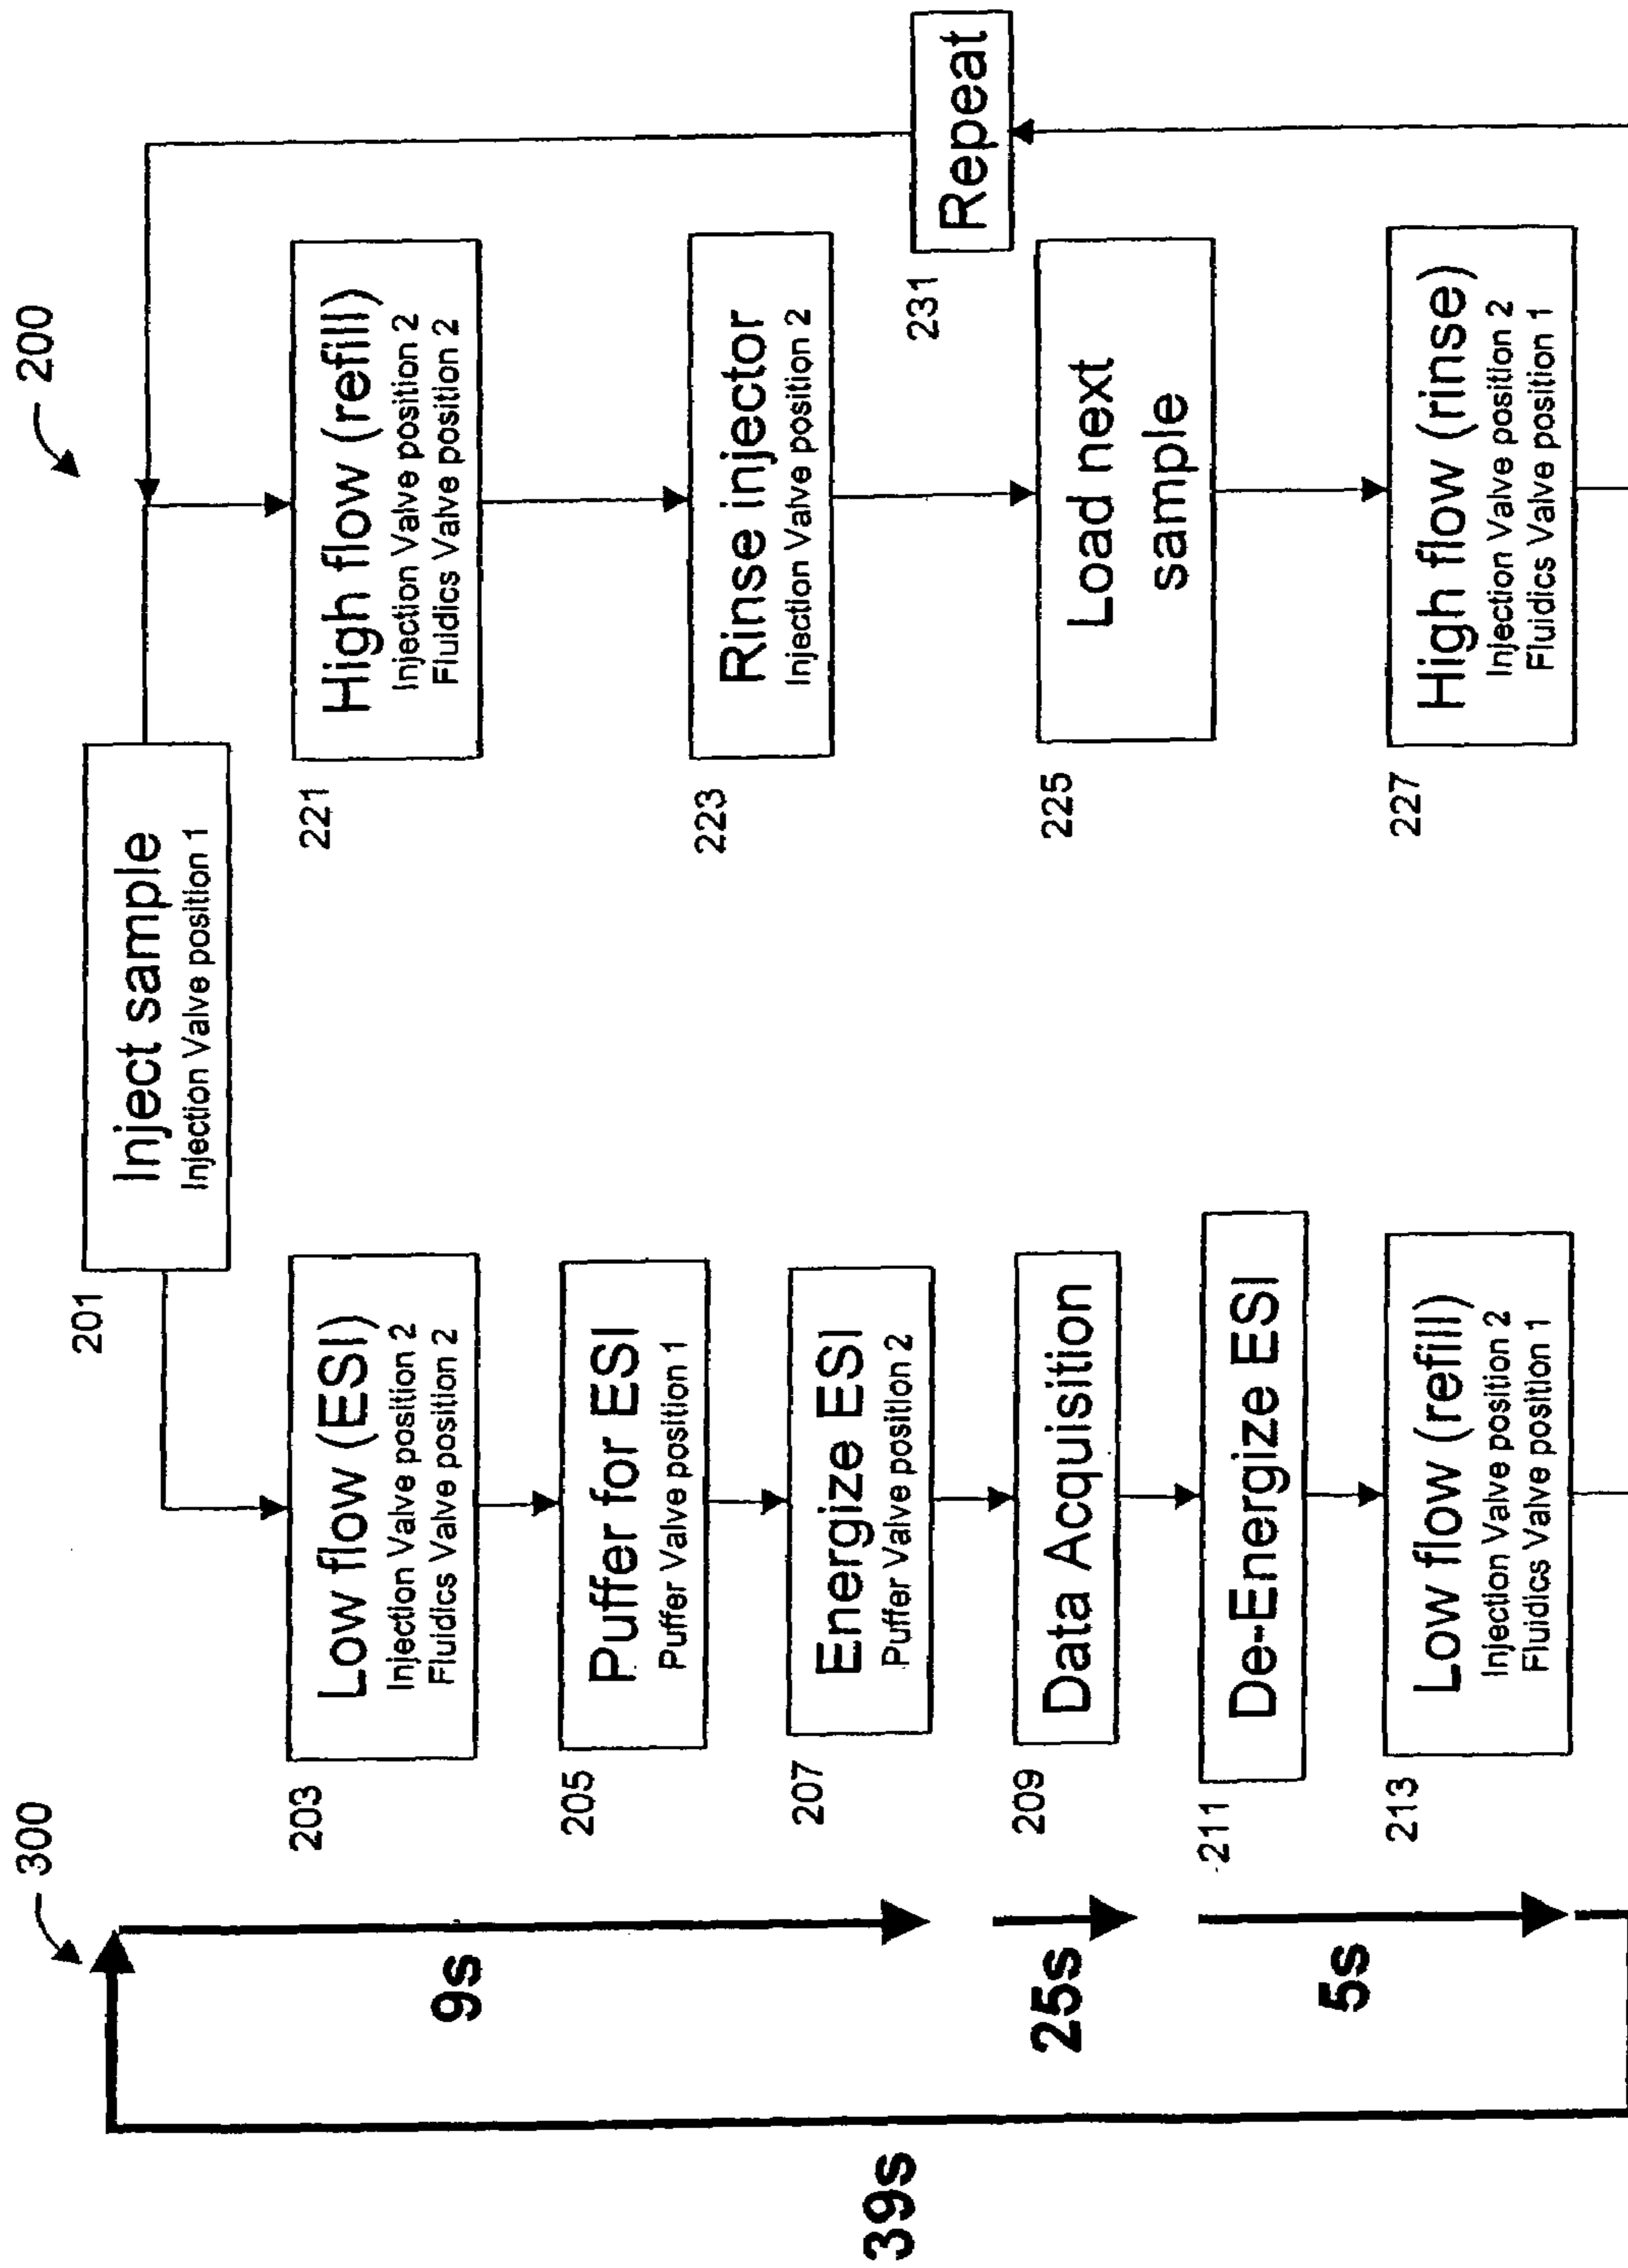 300
200
201
Inject sample
Injection Valve position 1
203
Low flow (ESI)
Injection Valve position 2
Fluidics Valve position 2
205
Puffer for ESI
Puffer Valve position 1
207
Energize ESI
Puffer Valve position 2
209
Data Acquisition
211
De-Energize ESI
213
Low flow (refill)
Injection Valve position 2
Fluidics Valve position 1
221
High flow (refill)
Injection Valve position 2
Fluidics Valve position 2
223
Rinse injector
Injection Valve position 2
225
Load next
sample
227
High flow (rinse)
Injection Valve position 2
Fluidics Valve position 1
231
Repeat
9s
25s
5s
39s